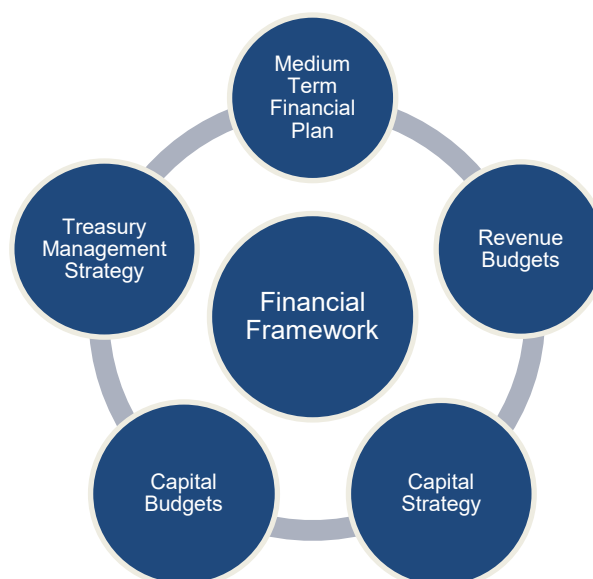 Medium
Term
Financial
Plan
Treasury
Management
Strategy
Revenue
Budgets
Financial
Framework
Capital
Budgets
Capital
Strategy